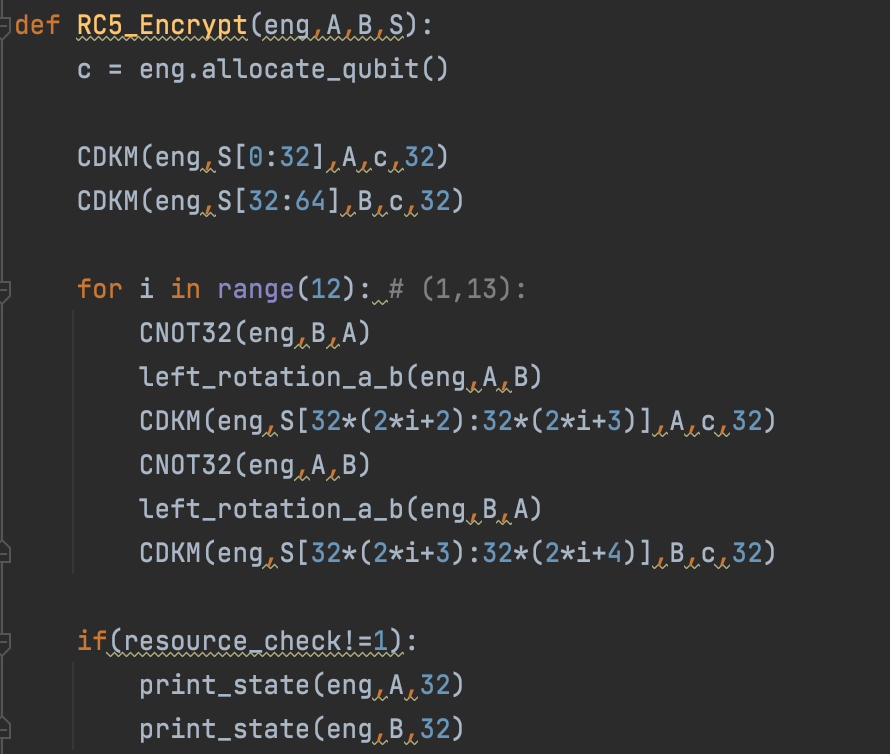 def RC5_Encrypt(eng,A,B,S):
    c = eng.allocate_qubit()
    CDKM(eng,S[0:32],A,c,32)
    CDKM(eng,S[32:64],B,c,32)
    for i in range(12): # (1,13):
        CNOT32(eng,B,A)
        left_rotation_a_b(eng,A,B)
        CDKM(eng,S[32*(2*i+2):32*(2*i+3)],A,c,32)
        CNOT32(eng,A,B)
        left_rotation_a_b(eng,B,A)
        CDKM(eng,S[32*(2*i+3):32*(2*i+4)],B,c,32)
    if(resource_check!=1):
        print_state(eng,A,32)
        print_state(eng,B,32)